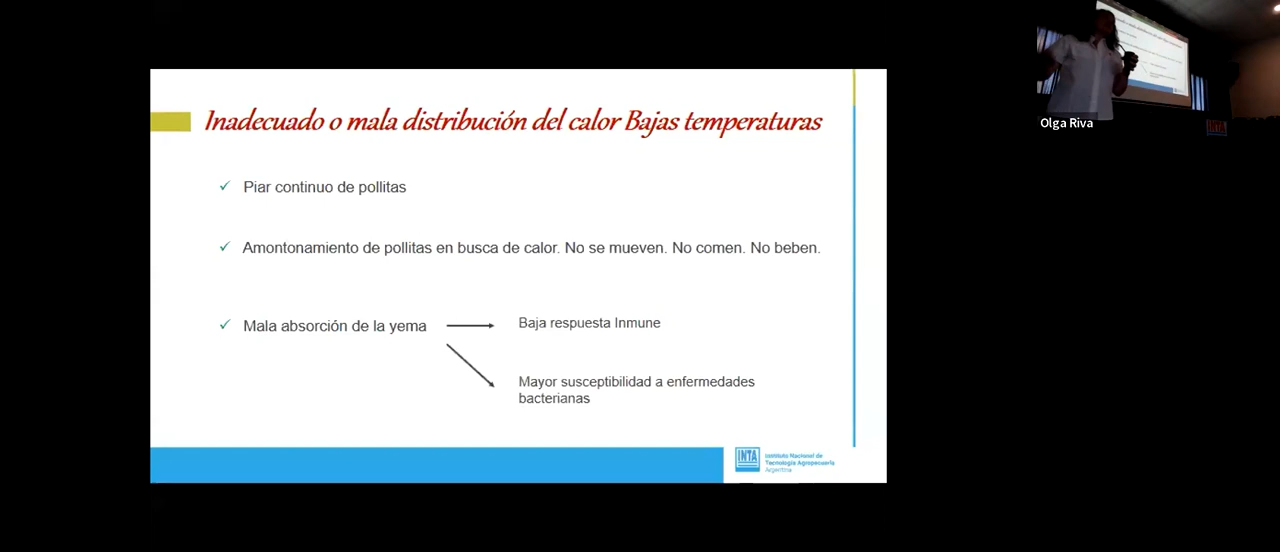 Inadecuado o mala distribución del calor Bajas temperaturas
Piar continuo de pollitas
Amontonamiento de pollitas en busca de calor. No se mueven. No comen. No beben.
Mala absorción de la yema
Baja respuesta Inmune
Mayor susceptibilidad a enfermedades
bacterianas
INTA
Instituto Nacional de
Tecnología Agropecuaria
Argentina
Olga Riva
INTA